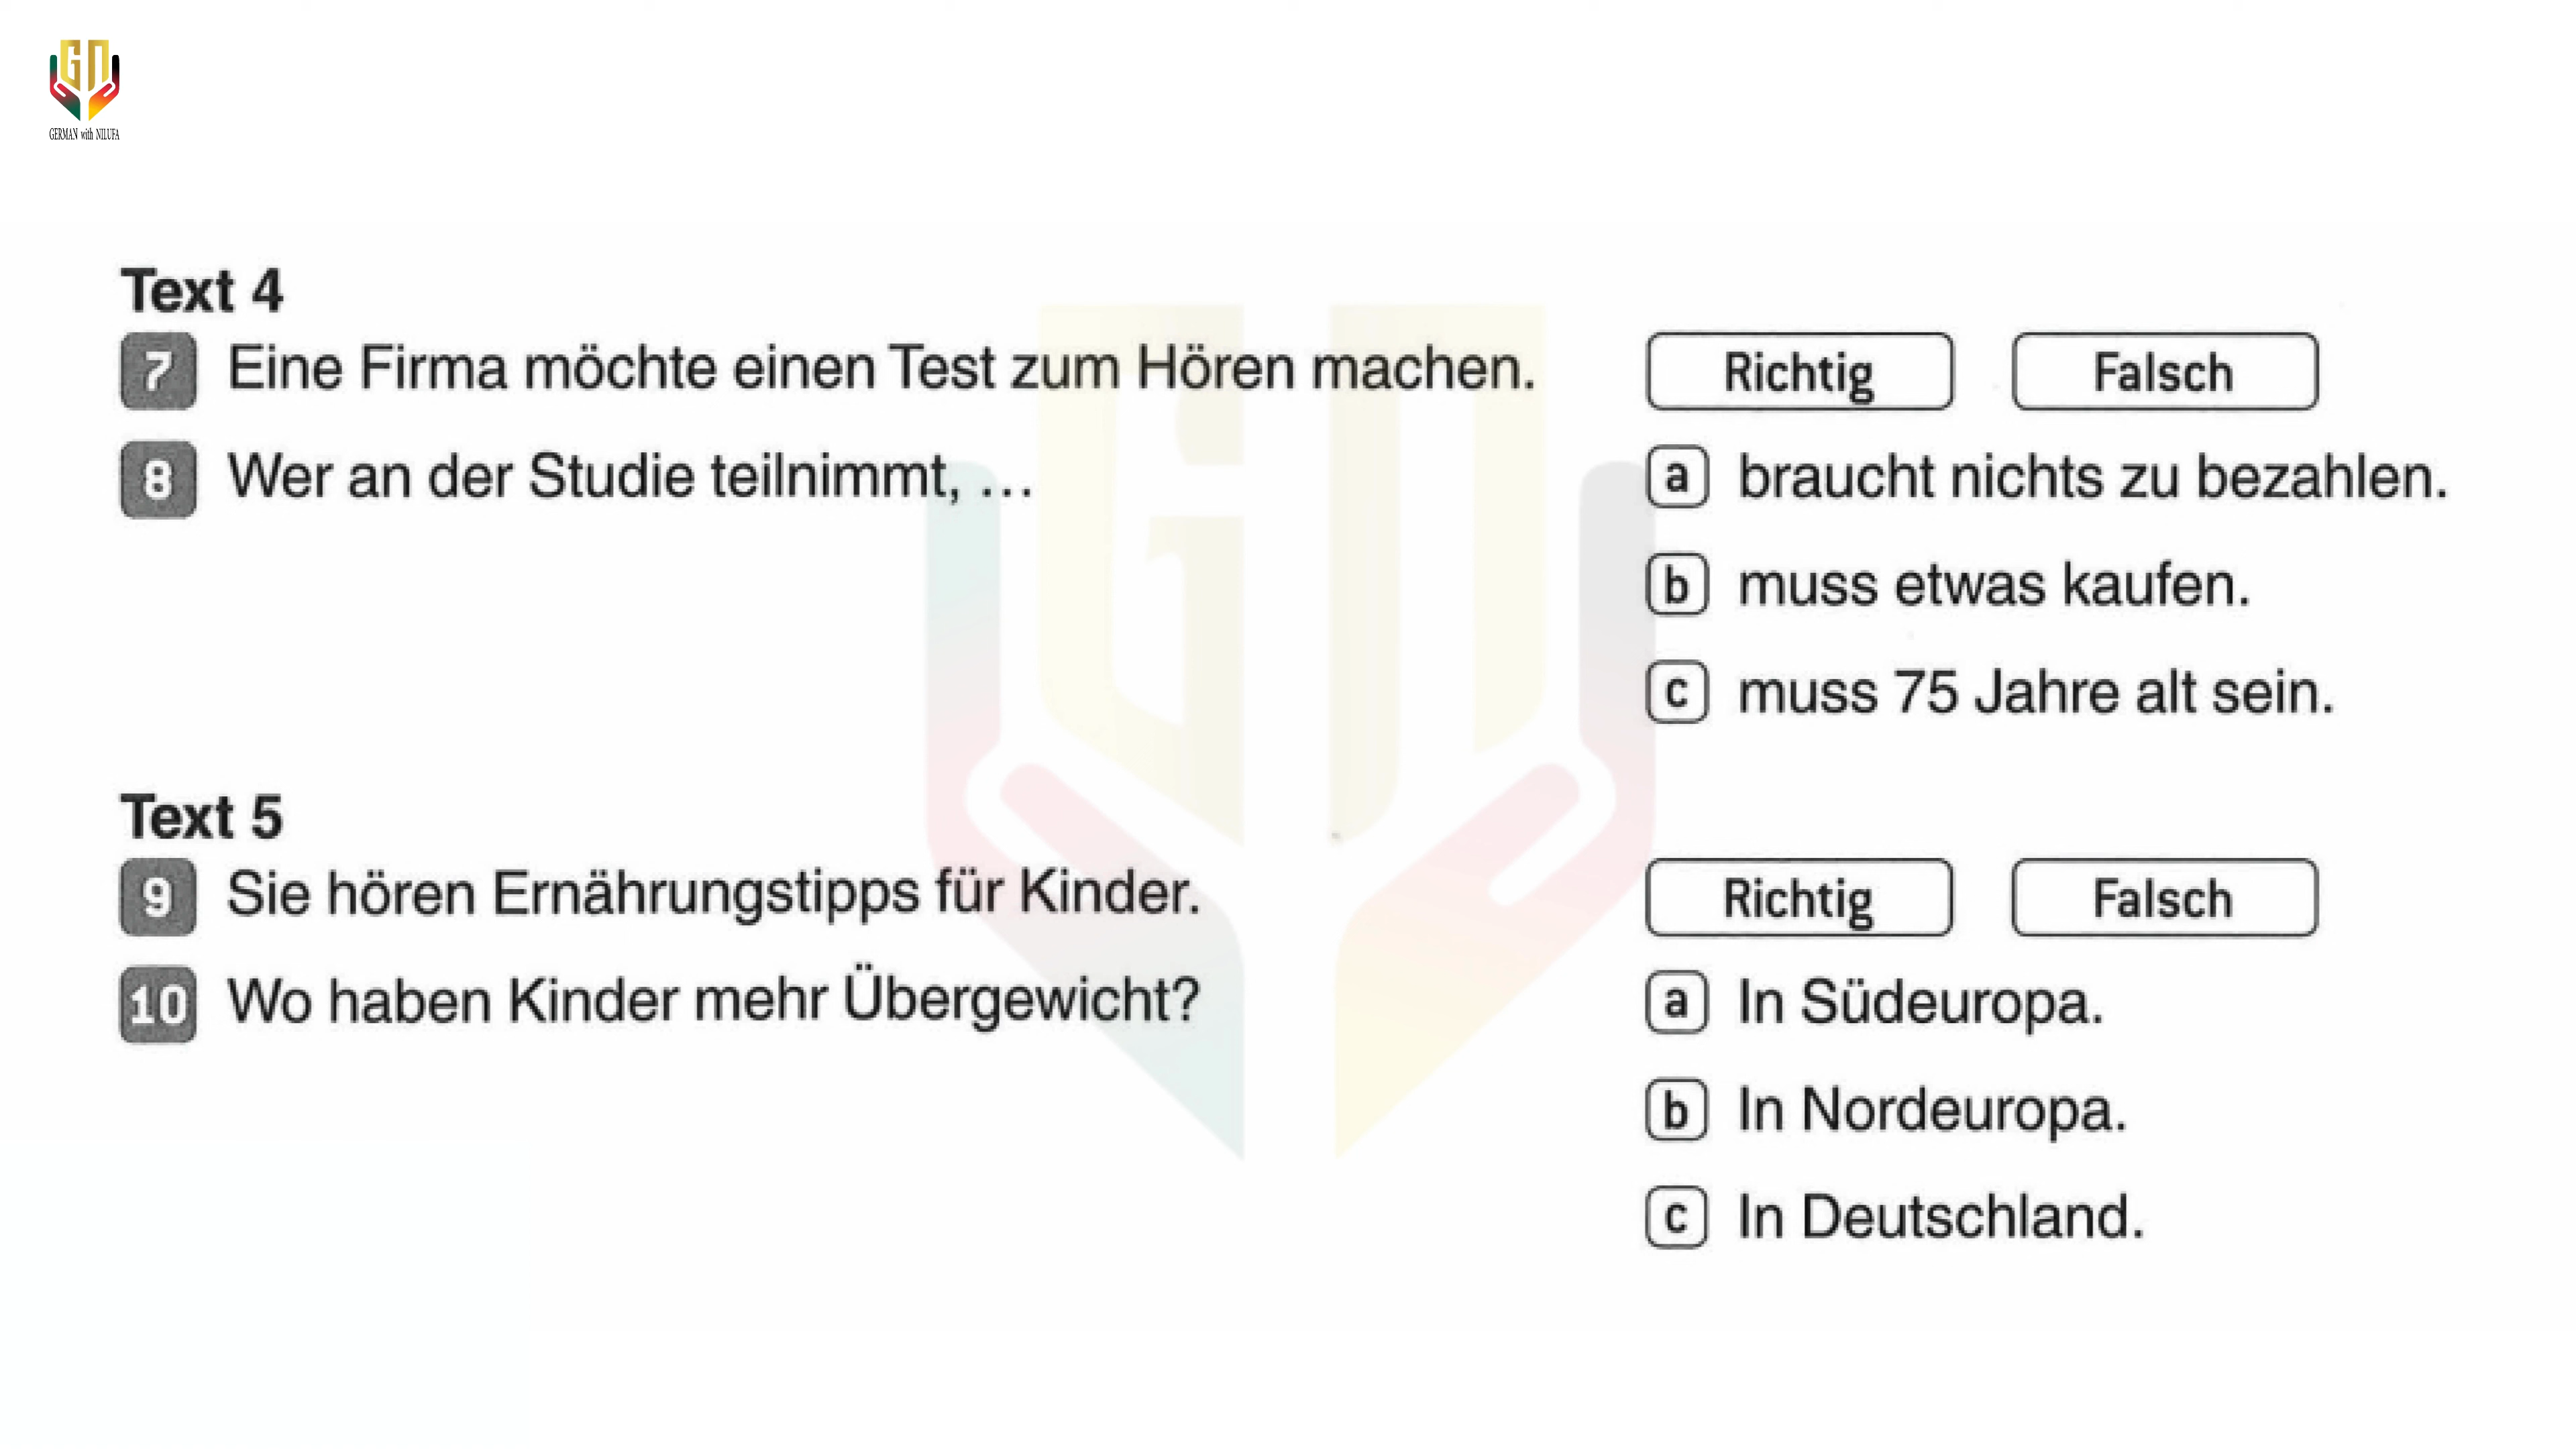 GN
GERMAN with NILUFA
Text 4
7 Eine Firma möchte einen Test zum Hören machen. Richtig Falsch
8 Wer an der Studie teilnimmt, ... a braucht nichts zu bezahlen.
b muss etwas kaufen.
c muss 75 Jahre alt sein.
Text 5
9 Sie hören Ernährungstipps für Kinder. Richtig Falsch
10 Wo haben Kinder mehr Übergewicht? a In Südeuropa.
b In Nordeuropa.
c In Deutschland.